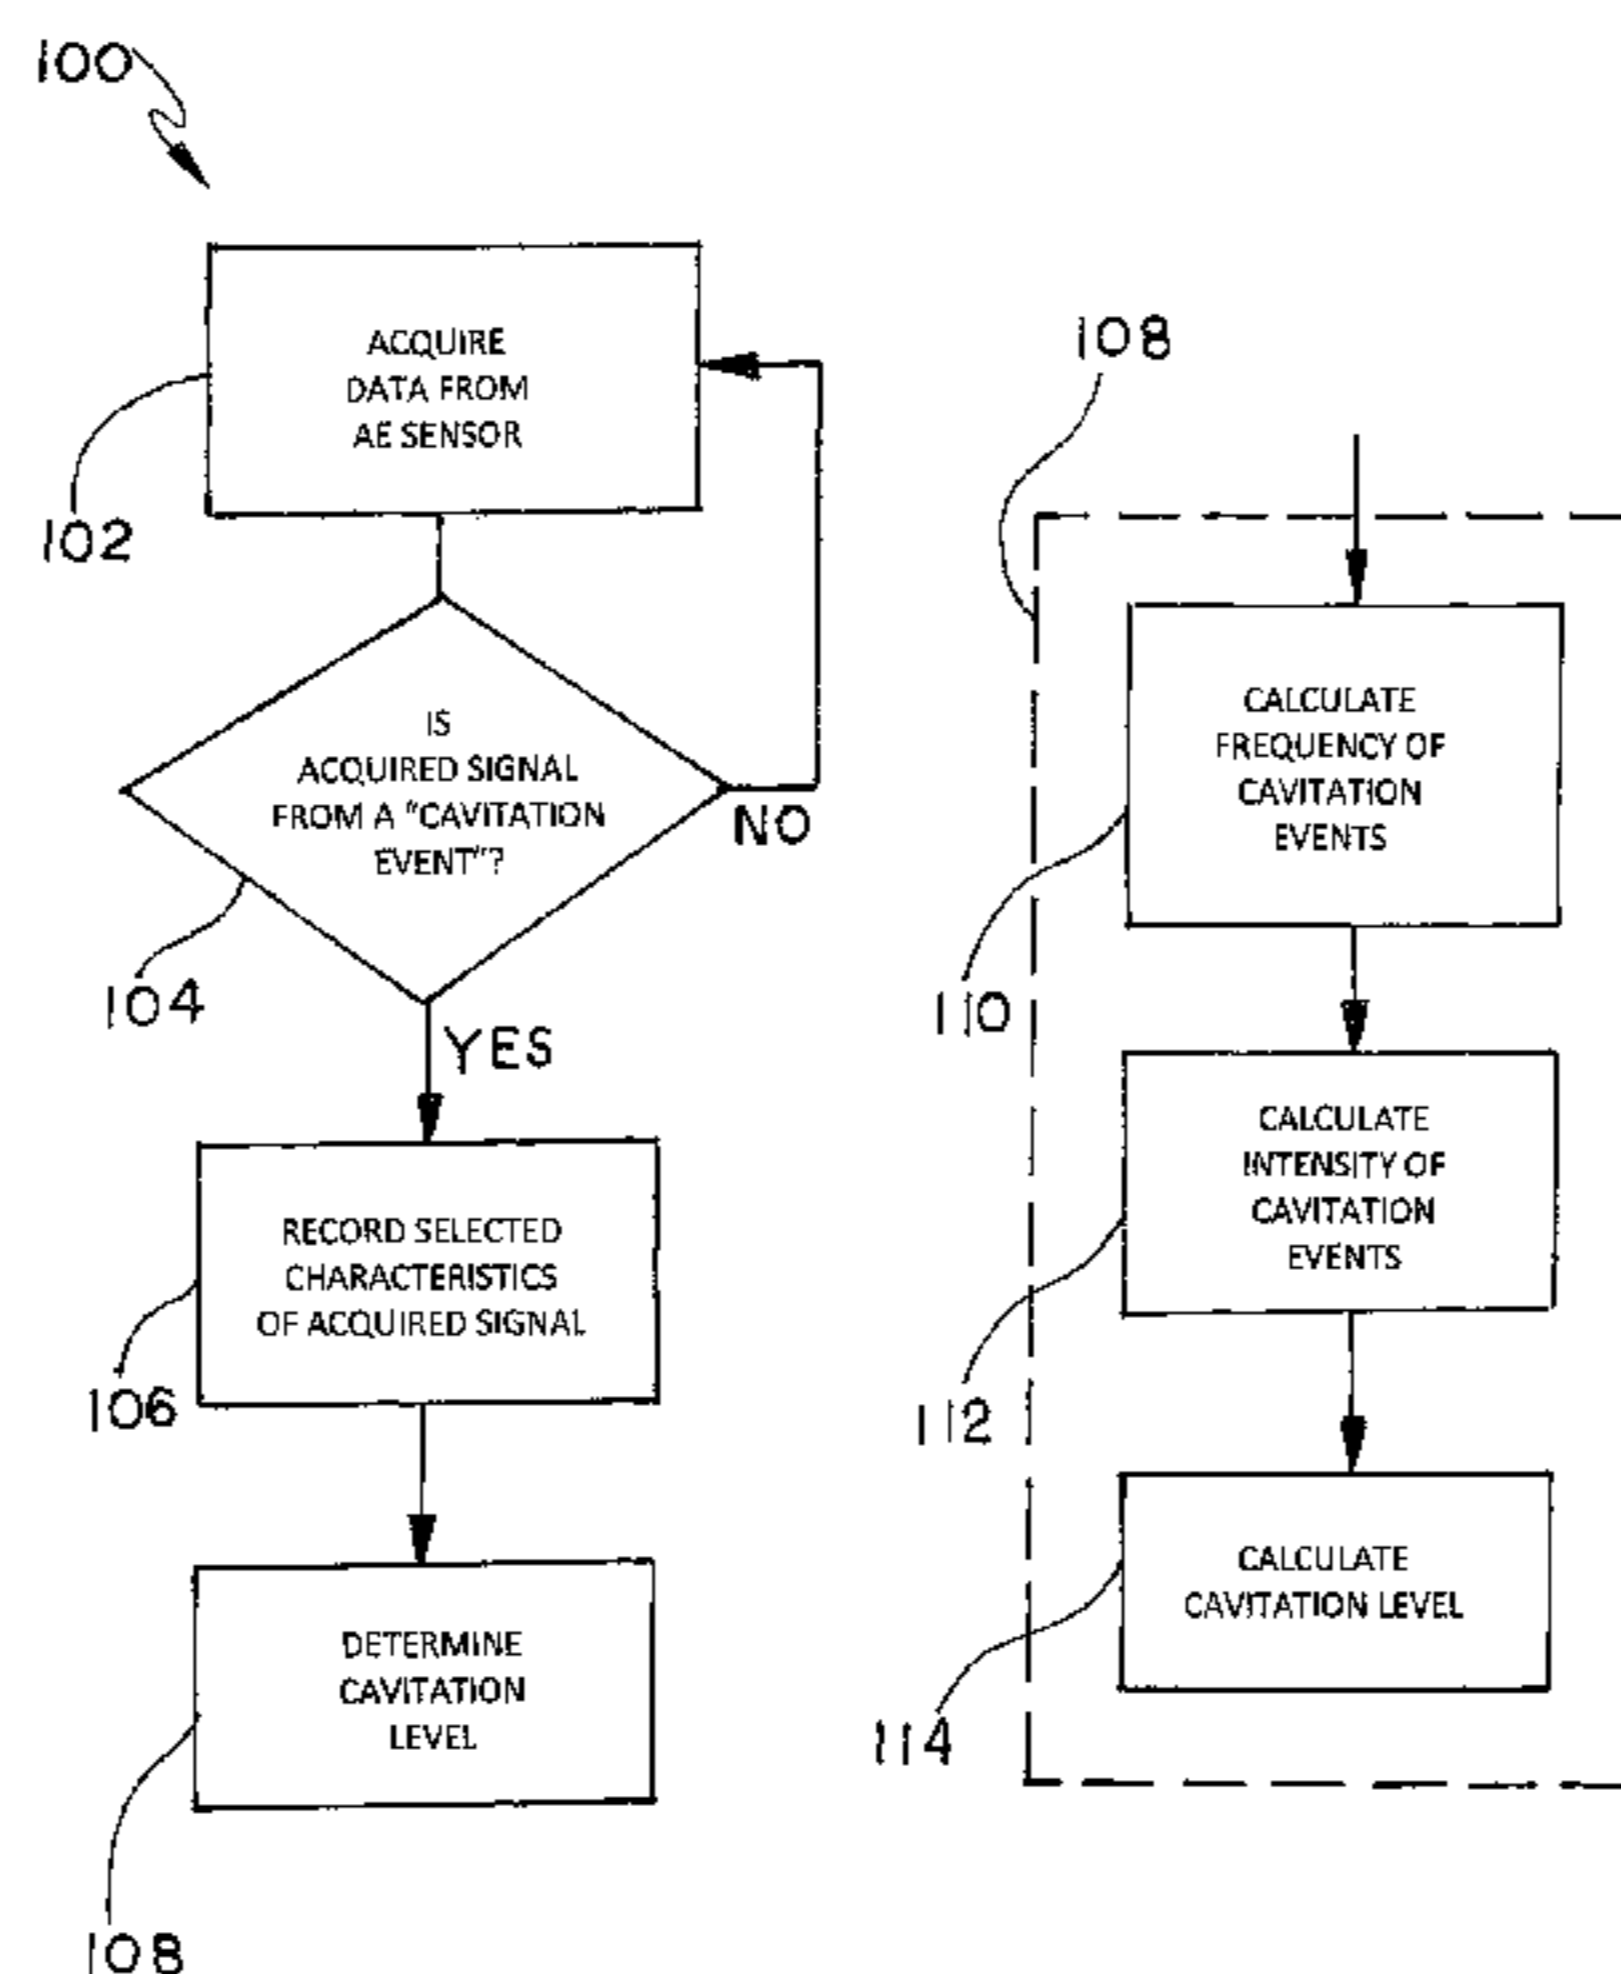 100
ACQUIRE
DATA FROM
AE SENSOR
102
IS
ACQUIRED SIGNAL
FROM A "CAVITATION
EVENT"?
NO
104
YES
RECORD SELECTED
CHARACTERISTICS
OF ACQUIRED SIGNAL
106
DETERMINE
CAVITATION
LEVEL
108
108
CALCULATE
FREQUENCY OF
CAVITATION
EVENTS
110
CALCULATE
INTENSITY OF
CAVITATION
EVENTS
112
CALCULATE
CAVITATION LEVEL
114